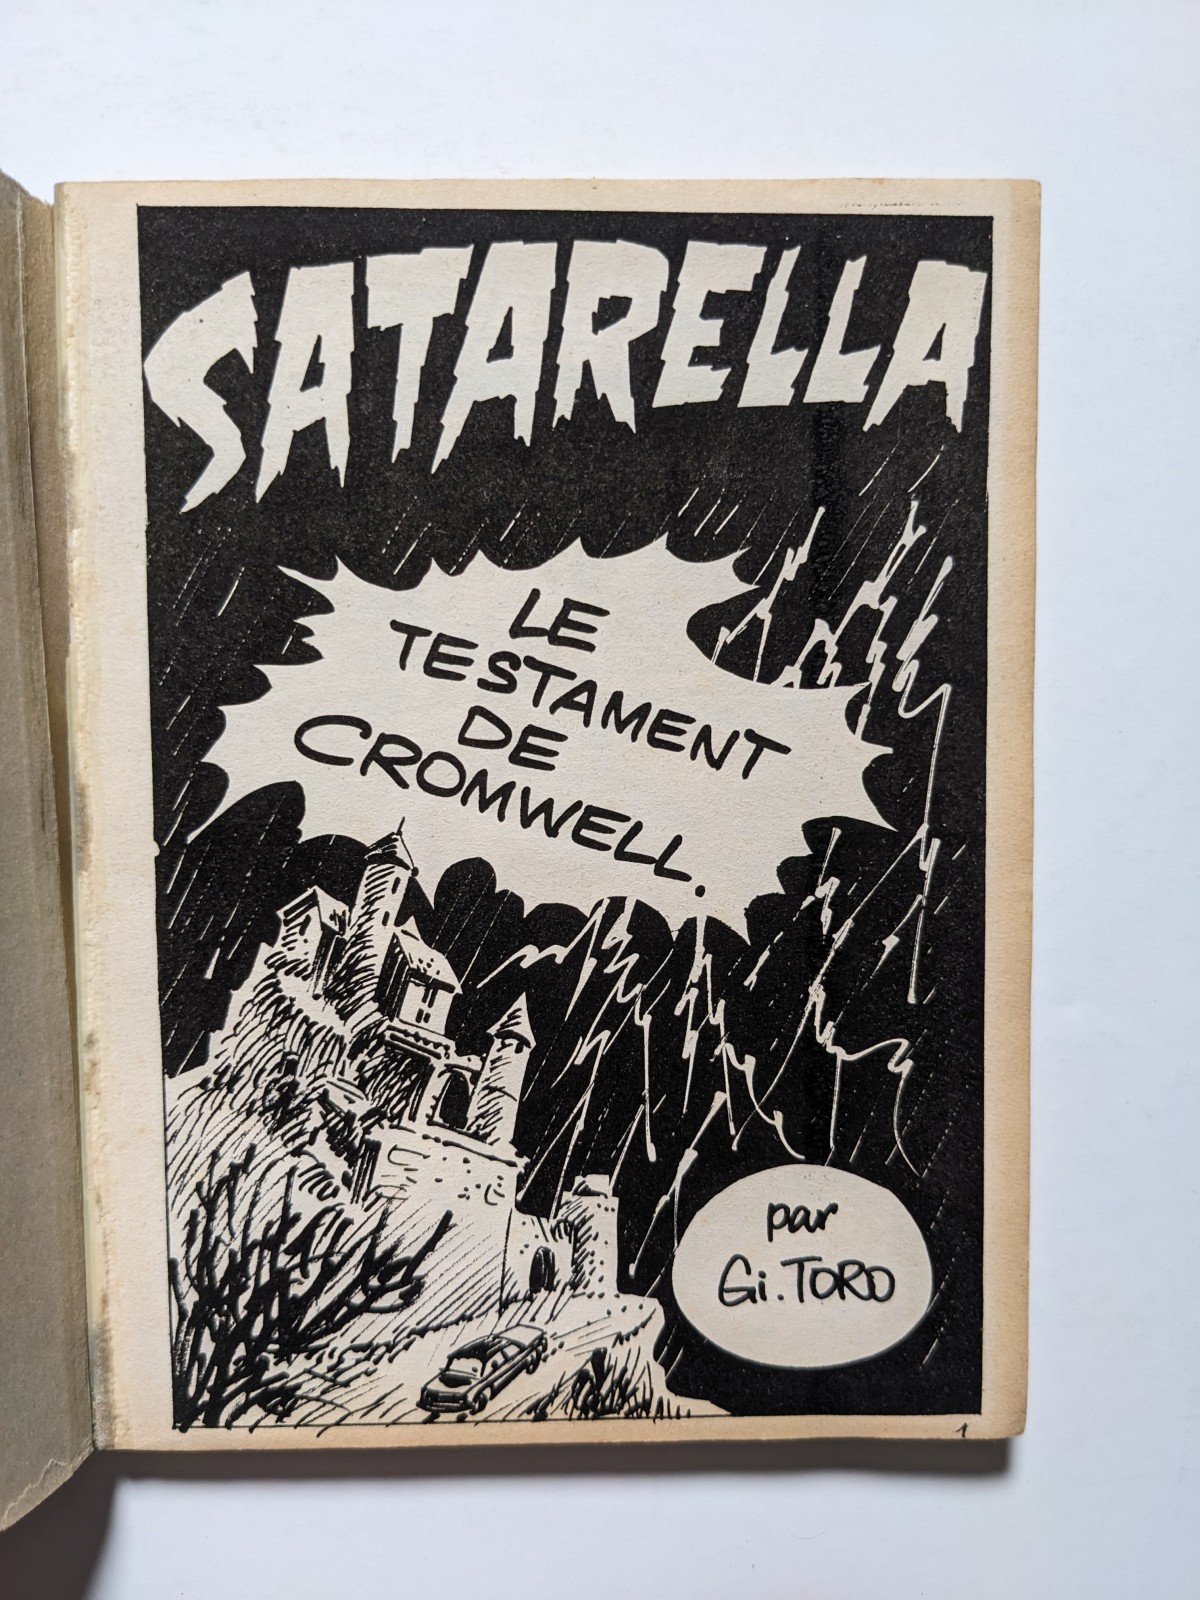 SATARELLA
LE
TESTAMENT
DE
CROMWELL.
par
Gi. TORO
1